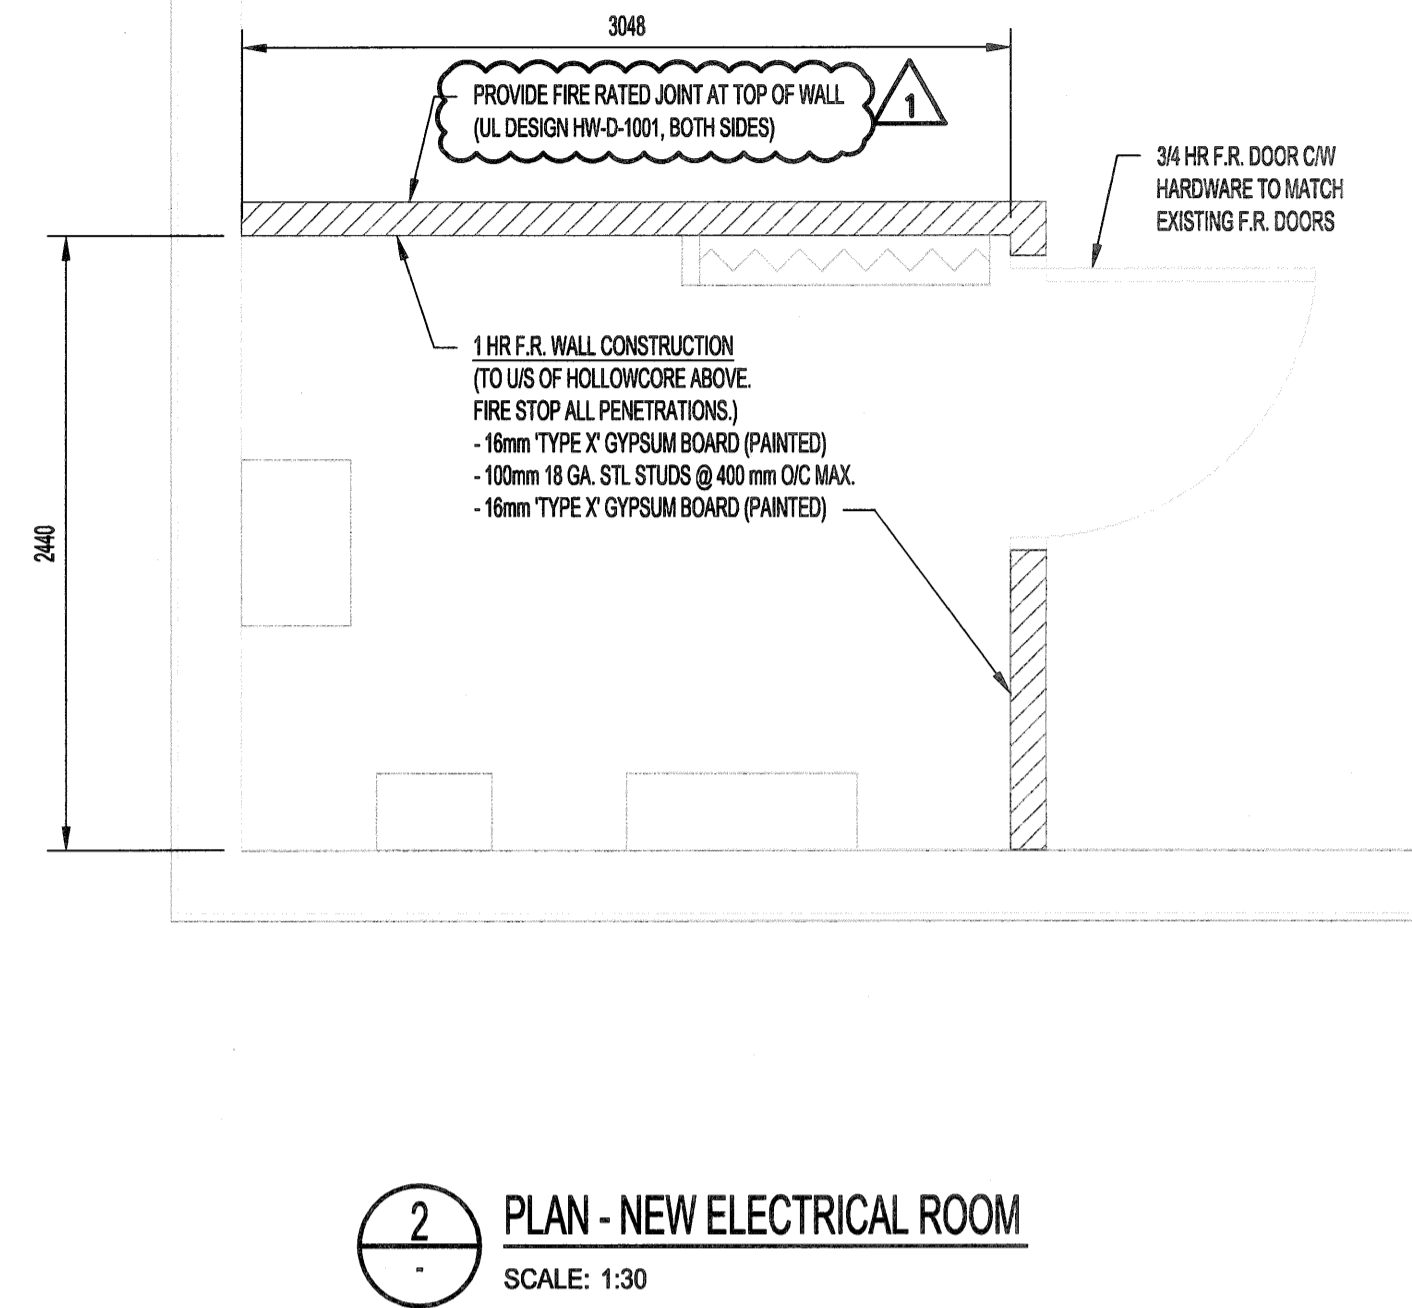 3048
PROVIDE FIRE RATED JOINT AT TOP OF WALL
(UL DESIGN HW-D-1001, BOTH SIDES)
1
3/4 HR F.R. DOOR C/W
HARDWARE TO MATCH
EXISTING F.R. DOORS
1 HR F.R. WALL CONSTRUCTION
(TO U/S OF HOLLOWCORE ABOVE.
FIRE STOP ALL PENETRATIONS.)
- 16mm 'TYPE X' GYPSUM BOARD (PAINTED)
- 100mm 18 GA. STL STUDS @ 400 mm O/C MAX.
- 16mm 'TYPE X' GYPSUM BOARD (PAINTED)
2440
2
-
PLAN - NEW ELECTRICAL ROOM
SCALE: 1:30